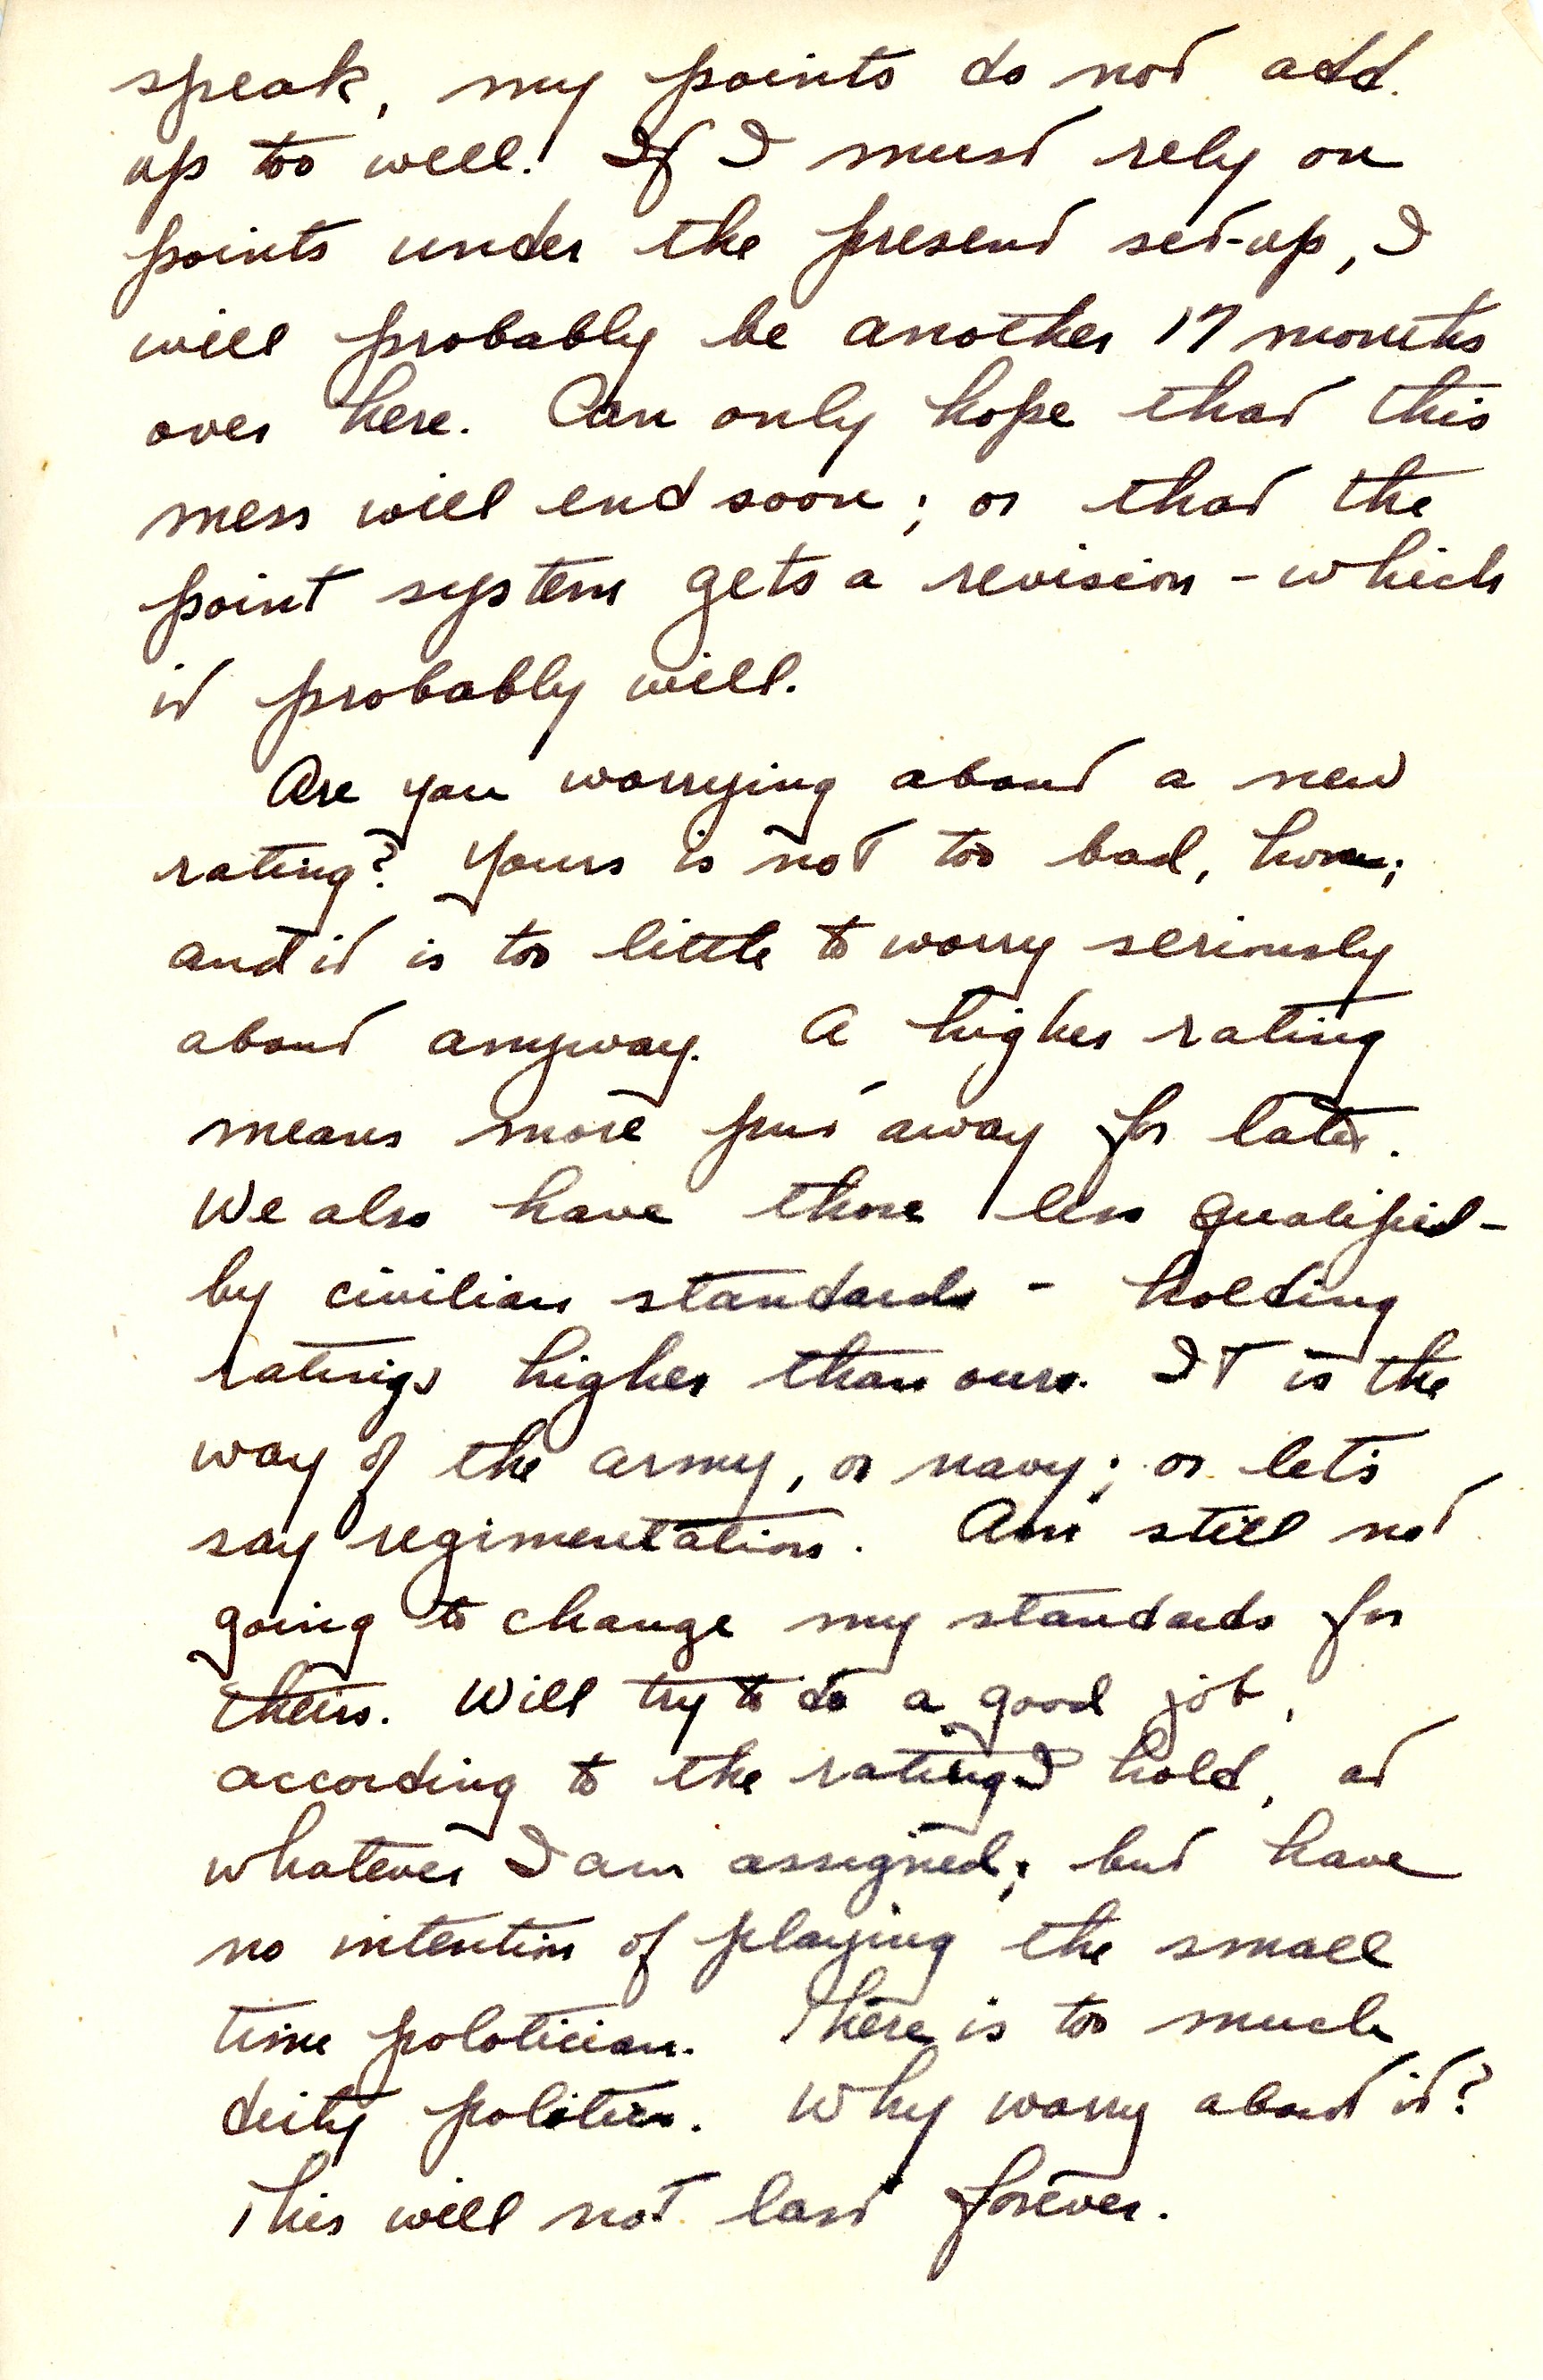 speak, my points do not add
up too well! If I must rely on
points under the present set-up, I
will probably be another 17 months
over here. Can only hope that this
mess will end soon; or that the
point system gets a revision - which
it probably will.
Are you worrying about a new
rating? Yours is not too bad, hon;
and it is too little to worry seriously
about anyway. A higher rating
means more put away for later.
We also have those less qualified -
by civilian standards - holding
ratings higher than ours. It is the
way of the army, or navy; or let's
say regimentation. Am still not
going to change my standards for
theirs. Will try to do a good job,
according to the rating I hold, at
whatever I am assigned; but have
no intention of playing the small
time polotician. There is too much
dirty politics. Why worry about it?
This will not last forever.